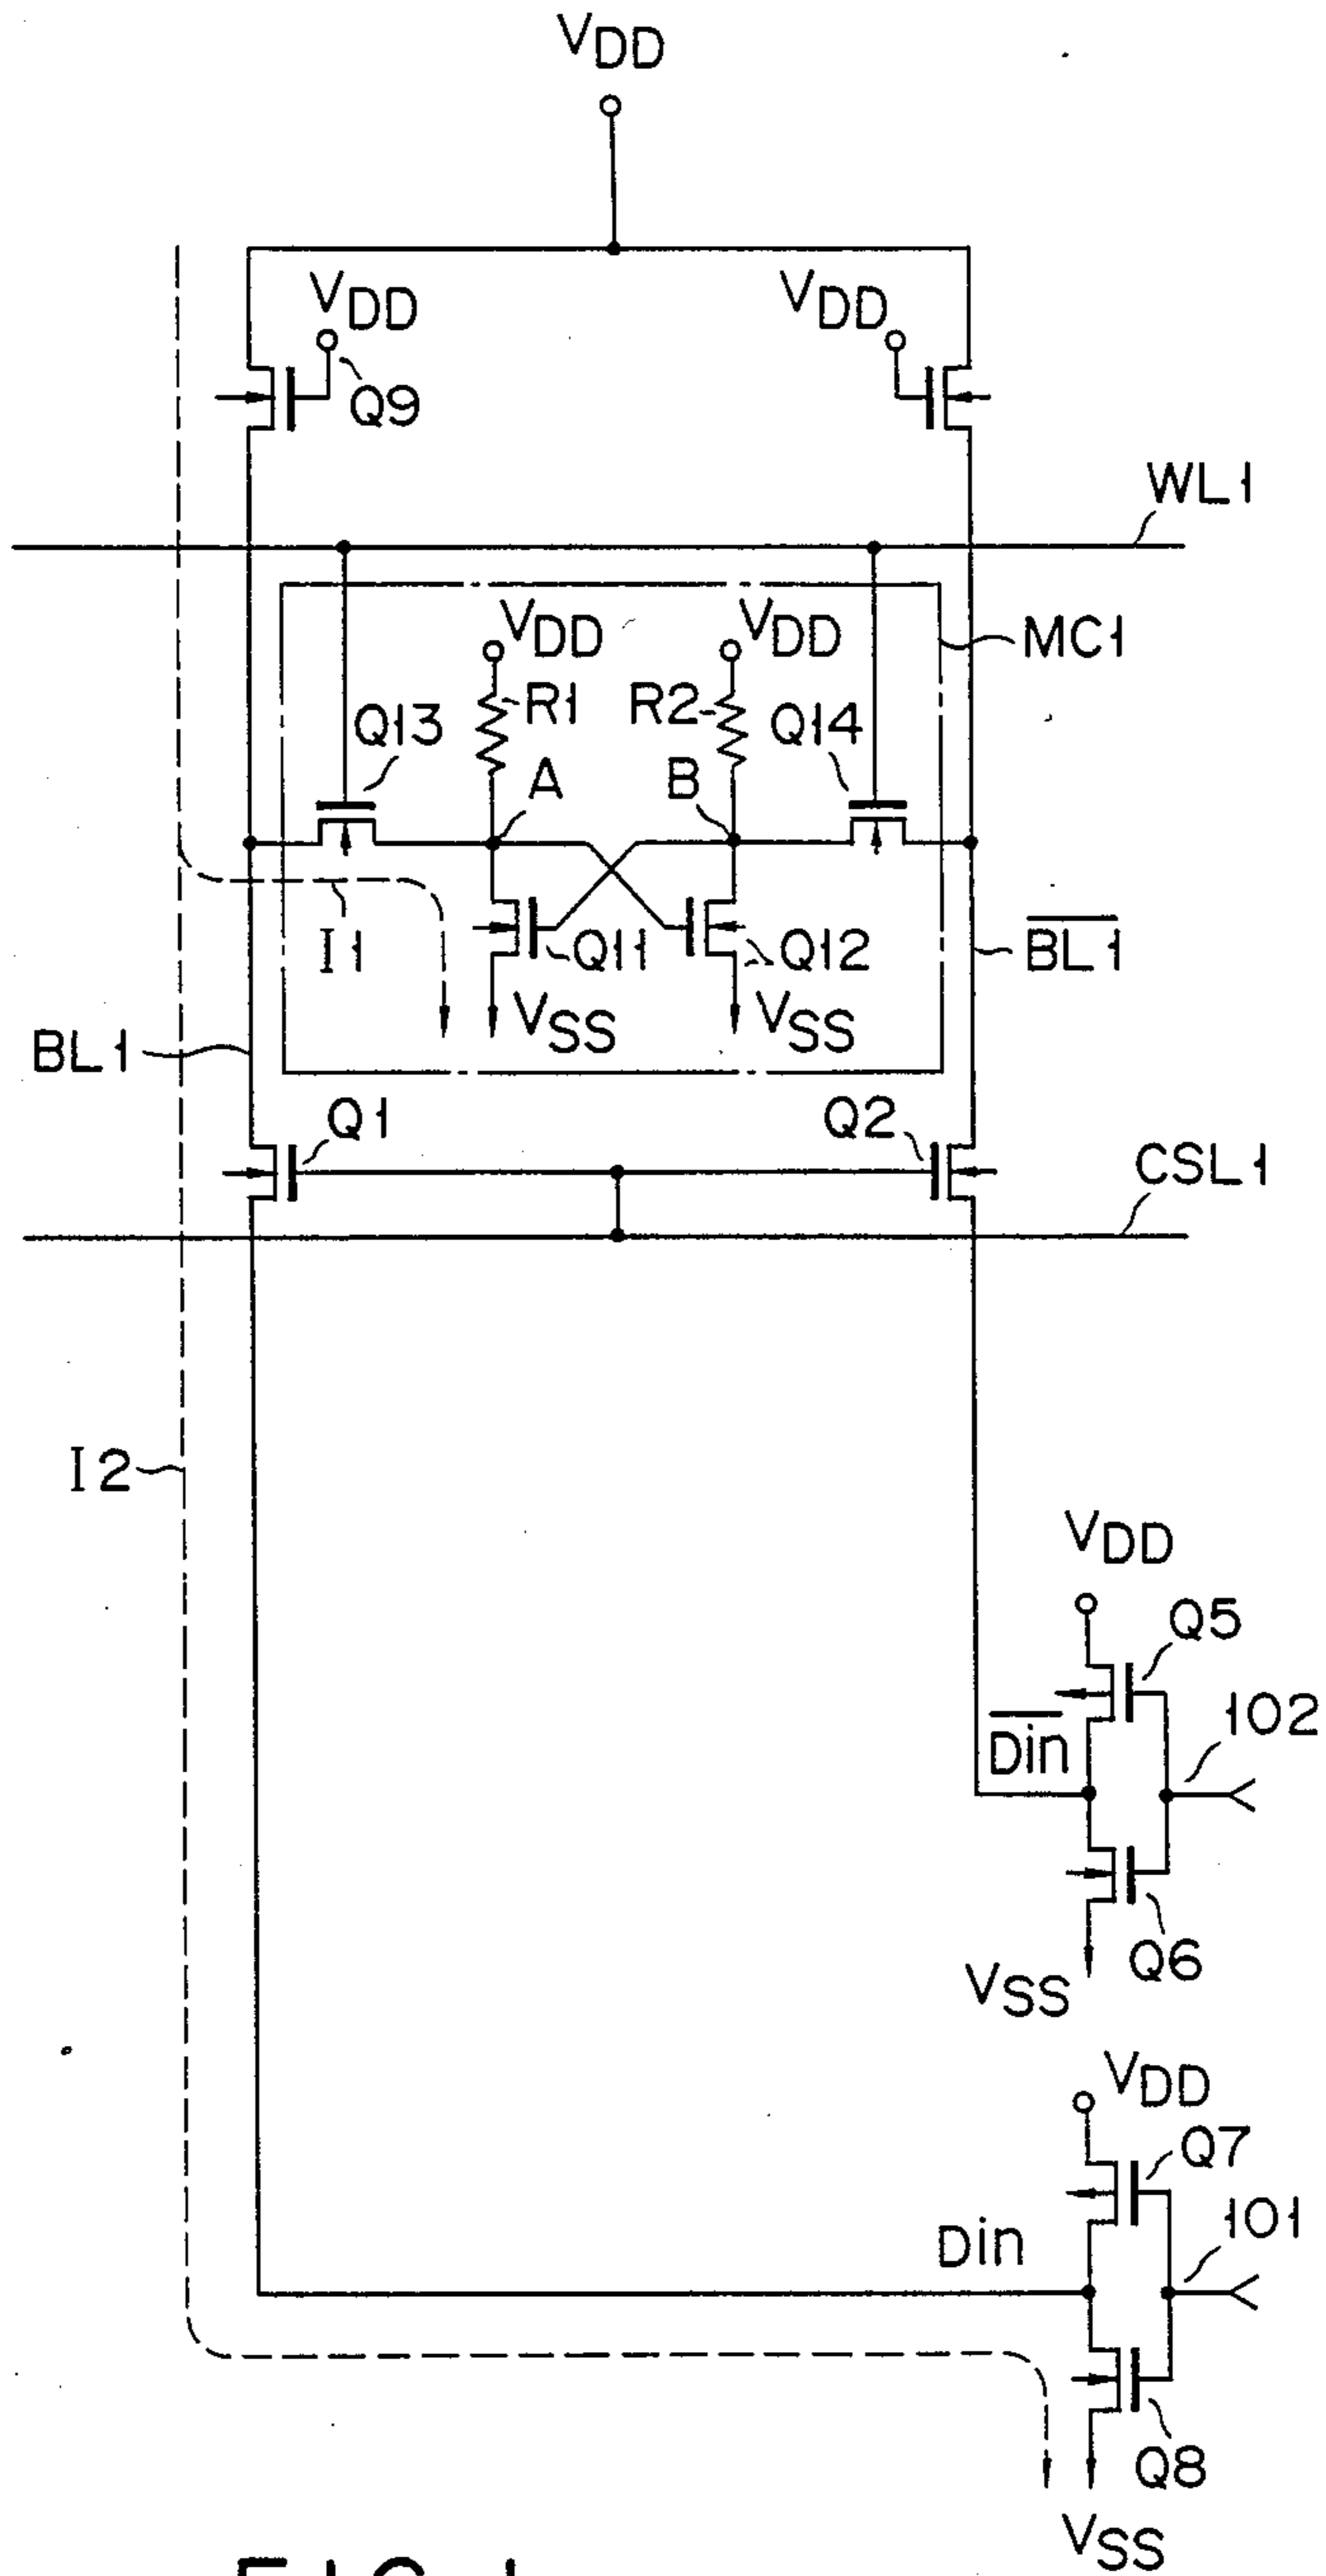 VDD
VDD
VDD
Q9
WL1
VDD
VDD
MC1
R1
R2
Q13
Q14
A
B
I1
Q11
Q12
BL1
VSS
VSS
BL1
Q1
Q2
CSL1
I2
VDD
Q5
102
Din
Q6
VSS
VDD
Q7
101
Din
Q8
VSS